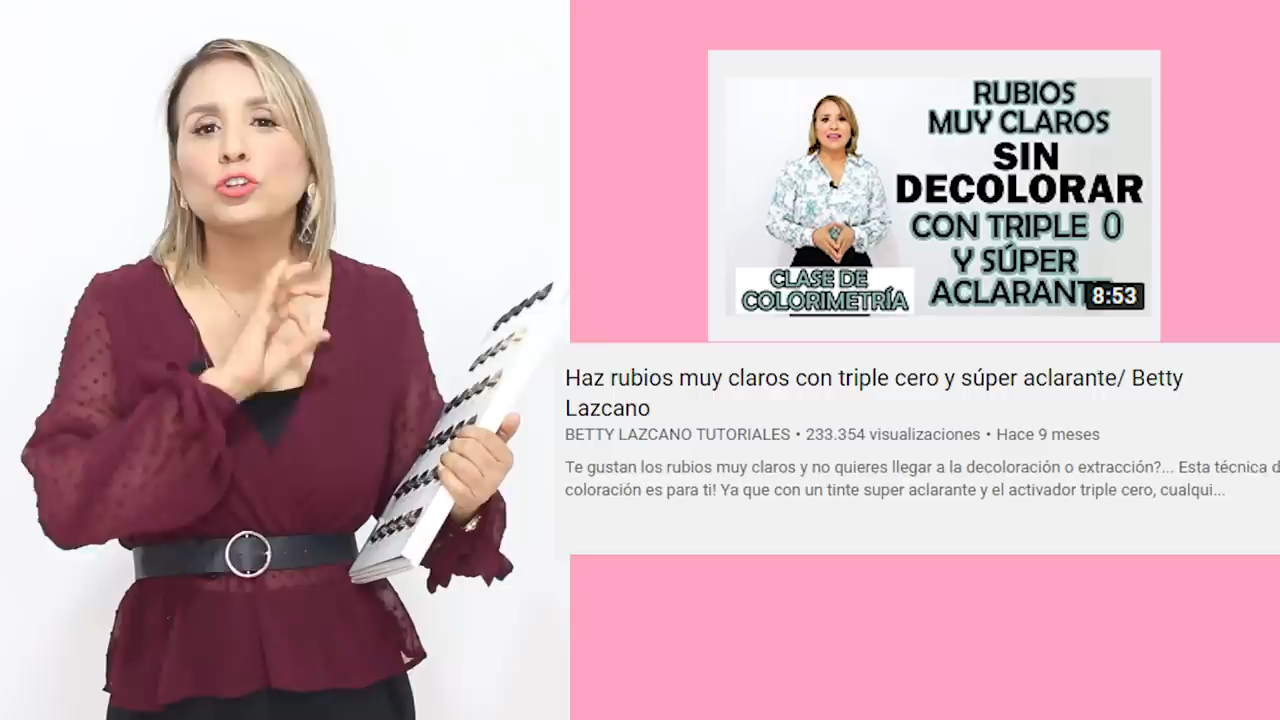 RUBIOS
MUY CLAROS
SIN
DECOLORAR
CON TRIPLE 0
Y SÚPER
ACLARANT
8:53
CLASE DE
COLORIMETRÍA
Haz rubios muy claros con triple cero y súper aclarante/ Betty
Lazcano
BETTY LAZCANO TUTORIALES • 233.354 visualizaciones • Hace 9 meses
Te gustan los rubios muy claros y no quieres llegar a la decoloración o extracción?... Esta técnica d
coloración es para ti! Ya que con un tinte super aclarante y el activador triple cero, cualqui...